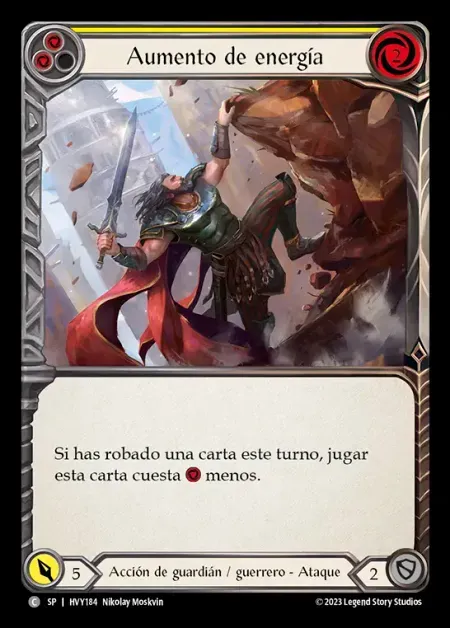 Aumento de energía
2
Si has robado una carta este turno, jugar
esta carta cuesta menos.
5
Acción de guardián / guerrero - Ataque
2
C SP | HVY184 Nikolay Moskvin
© 2023 Legend Story Studios